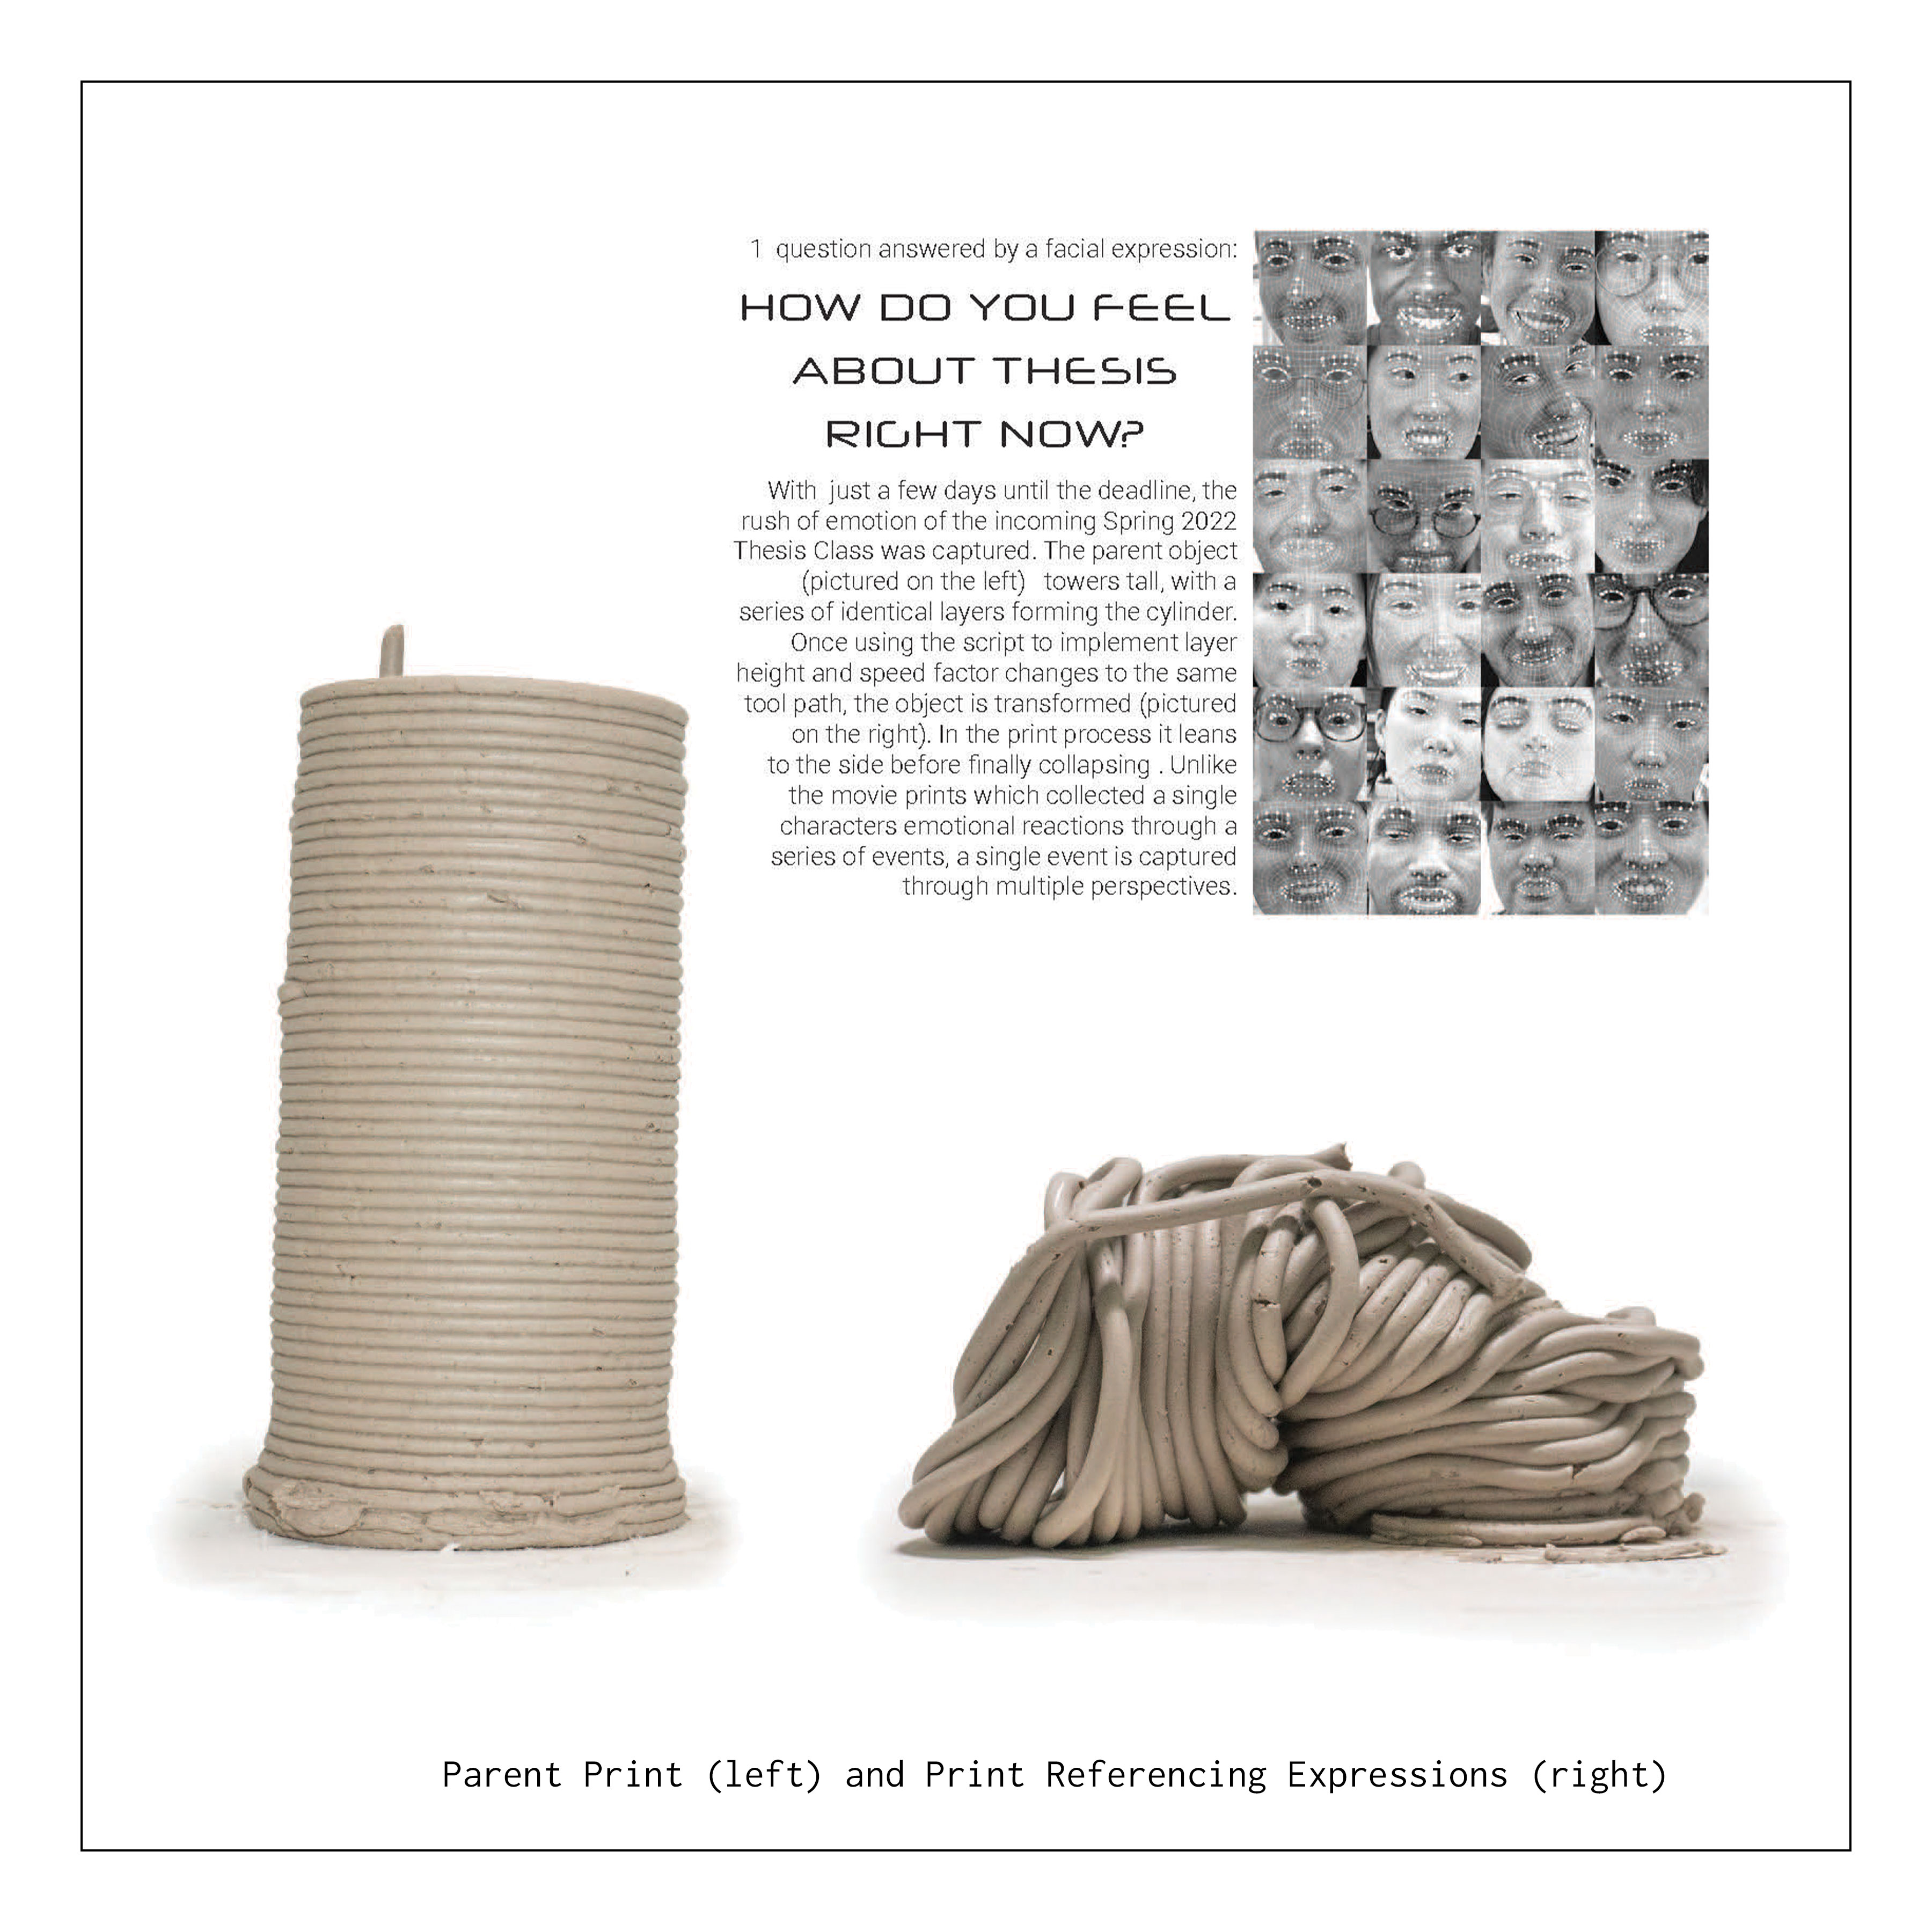 1 question answered by a facial expression:
HOW DO YOU FEEL
ABOUT THESIS
RIGHT NOW?
With just a few days until the deadline, the
rush of emotion of the incoming Spring 2022
Thesis Class was captured. The parent object
(pictured on the left) towers tall, with a
series of identical layers forming the cylinder.
Once using the script to implement layer
height and speed factor changes to the same
tool path, the object is transformed (pictured
on the right). In the print process it leans
to the side before finally collapsing . Unlike
the movie prints which collected a single
characters emotional reactions through a
series of events, a single event is captured
through multiple perspectives.
Parent Print (left) and Print Referencing Expressions (right)